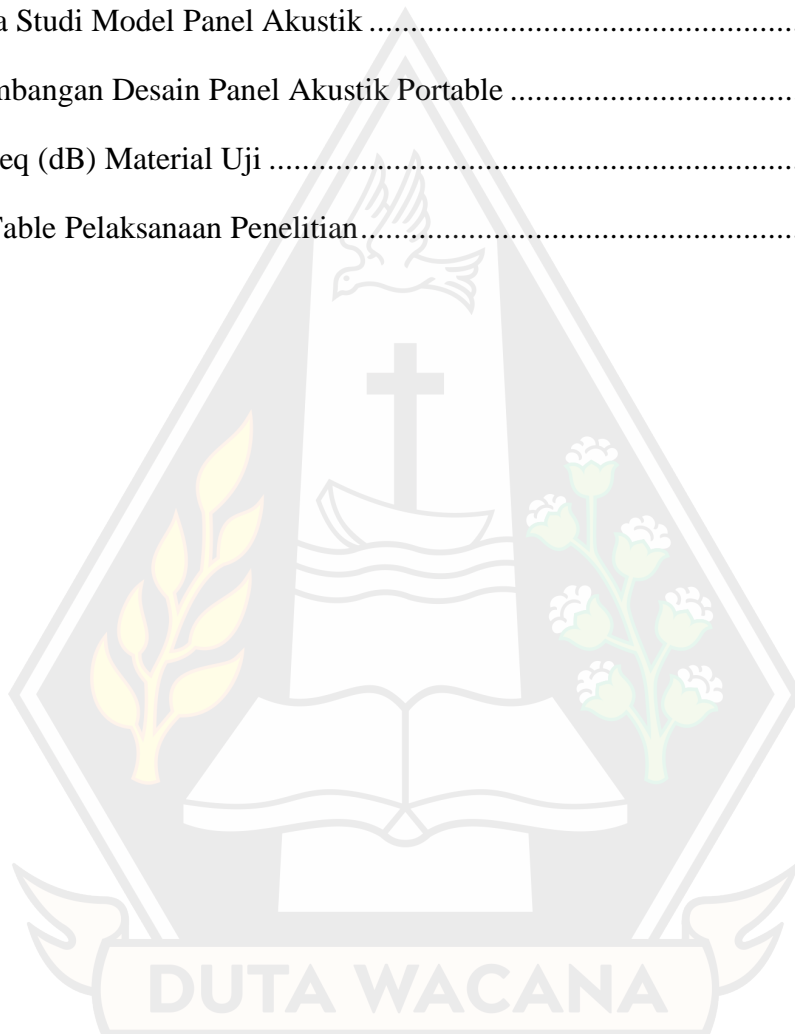 a Studi Model Panel Akustik ....................................................
mbangan Desain Panel Akustik Portable ...................................
eq (dB) Material Uji .................................................................
Table Pelaksanaan Penelitian......................................................
DUTA WACANA